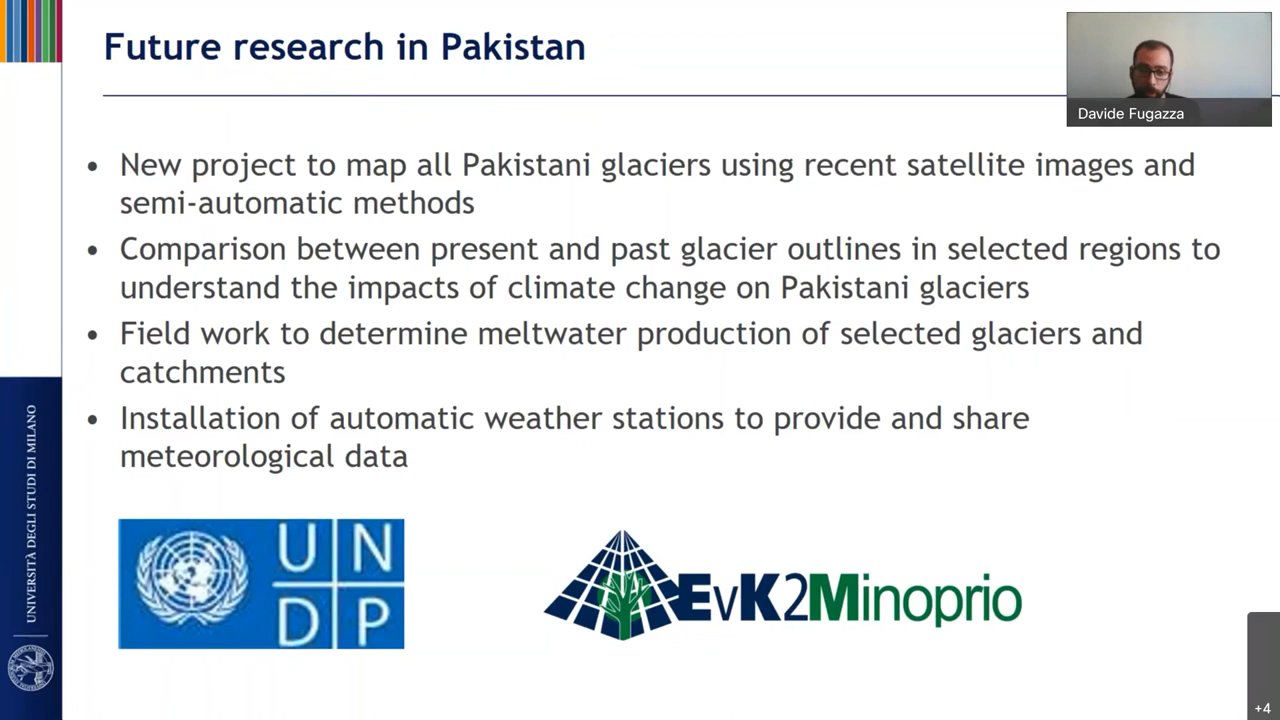 Future research in Pakistan
Davide Fugazza
• New project to map all Pakistani glaciers using recent satellite images and
semi-automatic methods
• Comparison between present and past glacier outlines in selected regions to
understand the impacts of climate change on Pakistani glaciers
• Field work to determine meltwater production of selected glaciers and
catchments
• Installation of automatic weather stations to provide and share
meteorological data
UNIVERSITÀ DEGLI STUDI DI MILANO
U N
D P
EvK2Minoprio
+4